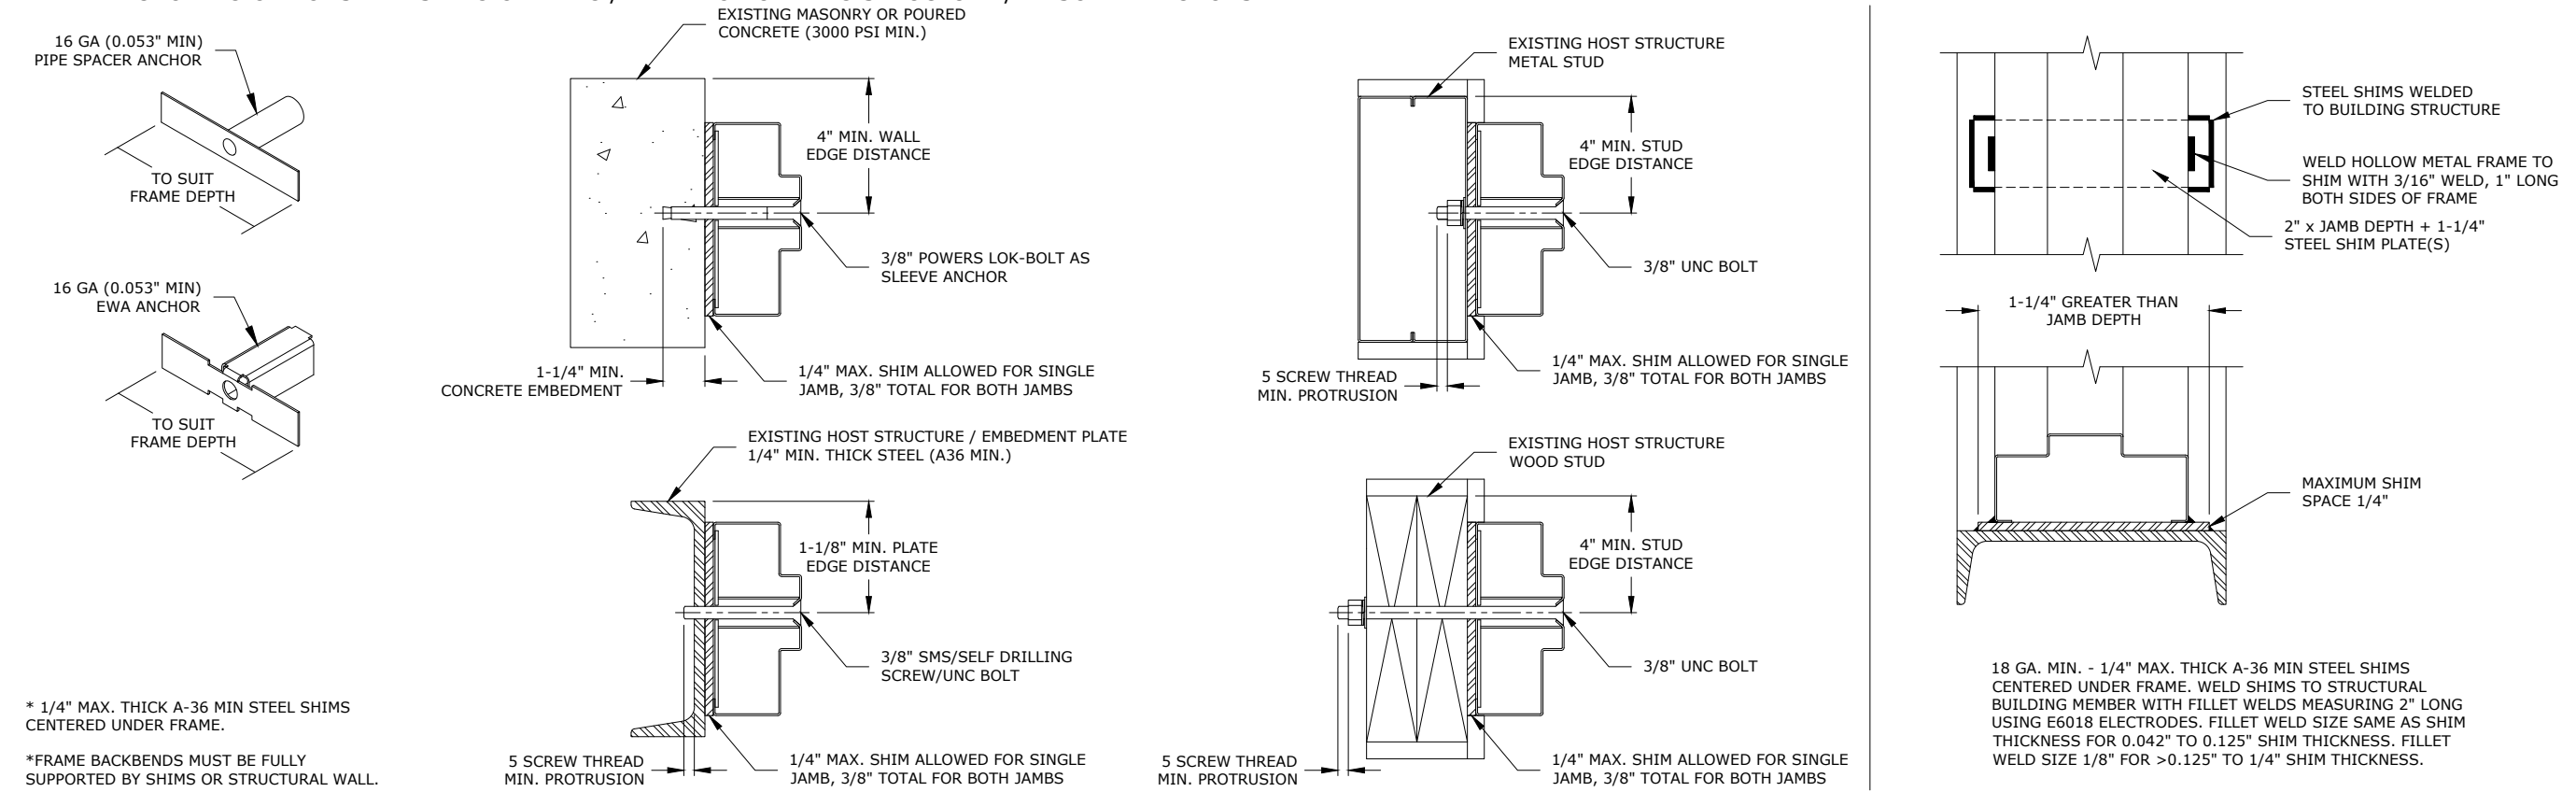 16 GA (0.053" MIN)
PIPE SPACER ANCHOR
TO SUIT
FRAME DEPTH
16 GA (0.053" MIN)
EWA ANCHOR
TO SUIT
FRAME DEPTH
* 1/4" MAX. THICK A-36 MIN STEEL SHIMS
CENTERED UNDER FRAME.
*FRAME BACKBENDS MUST BE FULLY
SUPPORTED BY SHIMS OR STRUCTURAL WALL.
EXISTING MASONRY OR POURED
CONCRETE (3000 PSI MIN.)
4" MIN. WALL
EDGE DISTANCE
3/8" POWERS LOK-BOLT AS
SLEEVE ANCHOR
1-1/4" MIN.
CONCRETE EMBEDMENT
1/4" MAX. SHIM ALLOWED FOR SINGLE
JAMB, 3/8" TOTAL FOR BOTH JAMBS
EXISTING HOST STRUCTURE / EMBEDMENT PLATE
1/4" MIN. THICK STEEL (A36 MIN.)
1-1/8" MIN. PLATE
EDGE DISTANCE
3/8" SMS/SELF DRILLING
SCREW/UNC BOLT
5 SCREW THREAD
MIN. PROTRUSION
1/4" MAX. SHIM ALLOWED FOR SINGLE
JAMB, 3/8" TOTAL FOR BOTH JAMBS
EXISTING HOST STRUCTURE
METAL STUD
4" MIN. STUD
EDGE DISTANCE
3/8" UNC BOLT
5 SCREW THREAD
MIN. PROTRUSION
1/4" MAX. SHIM ALLOWED FOR SINGLE
JAMB, 3/8" TOTAL FOR BOTH JAMBS
EXISTING HOST STRUCTURE
WOOD STUD
4" MIN. STUD
EDGE DISTANCE
3/8" UNC BOLT
5 SCREW THREAD
MIN. PROTRUSION
1/4" MAX. SHIM ALLOWED FOR SINGLE
JAMB, 3/8" TOTAL FOR BOTH JAMBS
STEEL SHIMS WELDED
TO BUILDING STRUCTURE
WELD HOLLOW METAL FRAME TO
SHIM WITH 3/16" WELD, 1" LONG
BOTH SIDES OF FRAME
2" x JAMB DEPTH + 1-1/4"
STEEL SHIM PLATE(S)
1-1/4" GREATER THAN
JAMB DEPTH
MAXIMUM SHIM
SPACE 1/4"
18 GA. MIN. - 1/4" MAX. THICK A-36 MIN STEEL SHIMS
CENTERED UNDER FRAME. WELD SHIMS TO STRUCTURAL
BUILDING MEMBER WITH FILLET WELDS MEASURING 2" LONG
USING E6018 ELECTRODES. FILLET WELD SIZE SAME AS SHIM
THICKNESS FOR 0.042" TO 0.125" SHIM THICKNESS. FILLET
WELD SIZE 1/8" FOR >0.125" TO 1/4" SHIM THICKNESS.